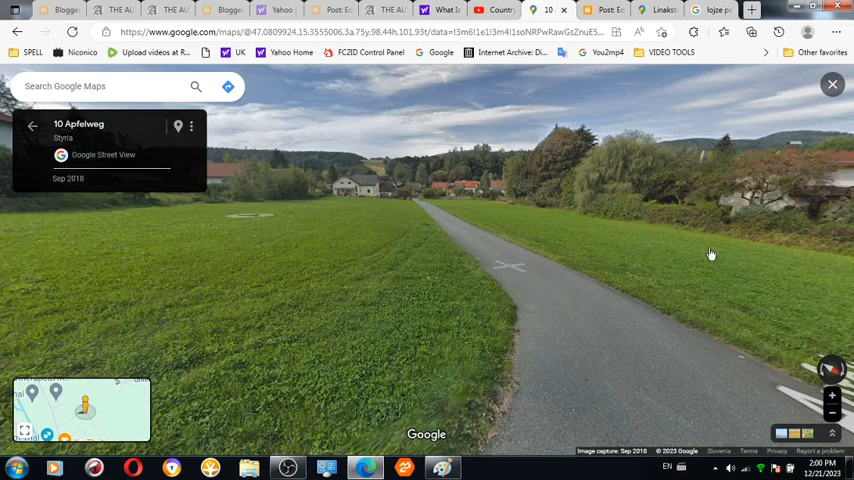 Blogger
THE AU
THE AU
Blogge
Yahoo
Post: Ed
THE AU
What Is
Country
10
Post: Ed
Linaksti
lojze p
https://www.google.com/maps/@47.0809924,15.3555006,3a,75y,98.44h,101.93t/data=!3m6!1e1!3m4!1soNRPwRawGsZnuE5...
SPELL
Niconico
Upload videos at R...
UK
Yahoo Home
FC2ID Control Panel
Google
Internet Archive: Di...
You2mp4
VIDEO TOOLS
Other favorites
Search Google Maps
10 Apfelweg
Styria
Google Street View
Sep 2018
Google
Image capture: Sep 2018 © 2023 Google Slovenia Terms Privacy Report a problem
EN
2:00 PM
12/21/2023